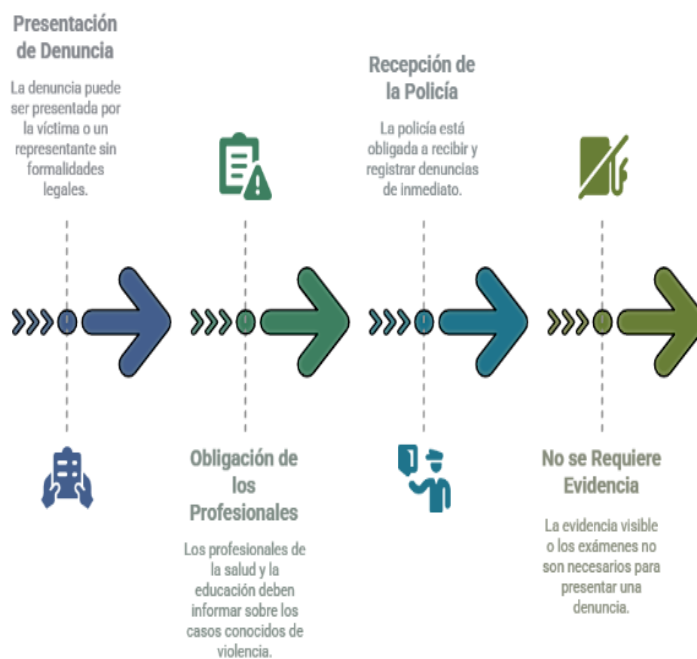 Presentación
de Denuncia
La denuncia puede
ser presentada por
la víctima o un
representante sin
formalidades
legales.
Obligación de
los
Profesionales
Los profesionales de
la salud y la
educación deben
informar sobre los
casos conocidos de
violencia.
Recepción de
la Policía
La policía está
obligada a recibir y
registrar denuncias
de inmediato.
No se Requiere
Evidencia
La evidencia visible
o los exámenes no
son necesarios para
presentar una
denuncia.